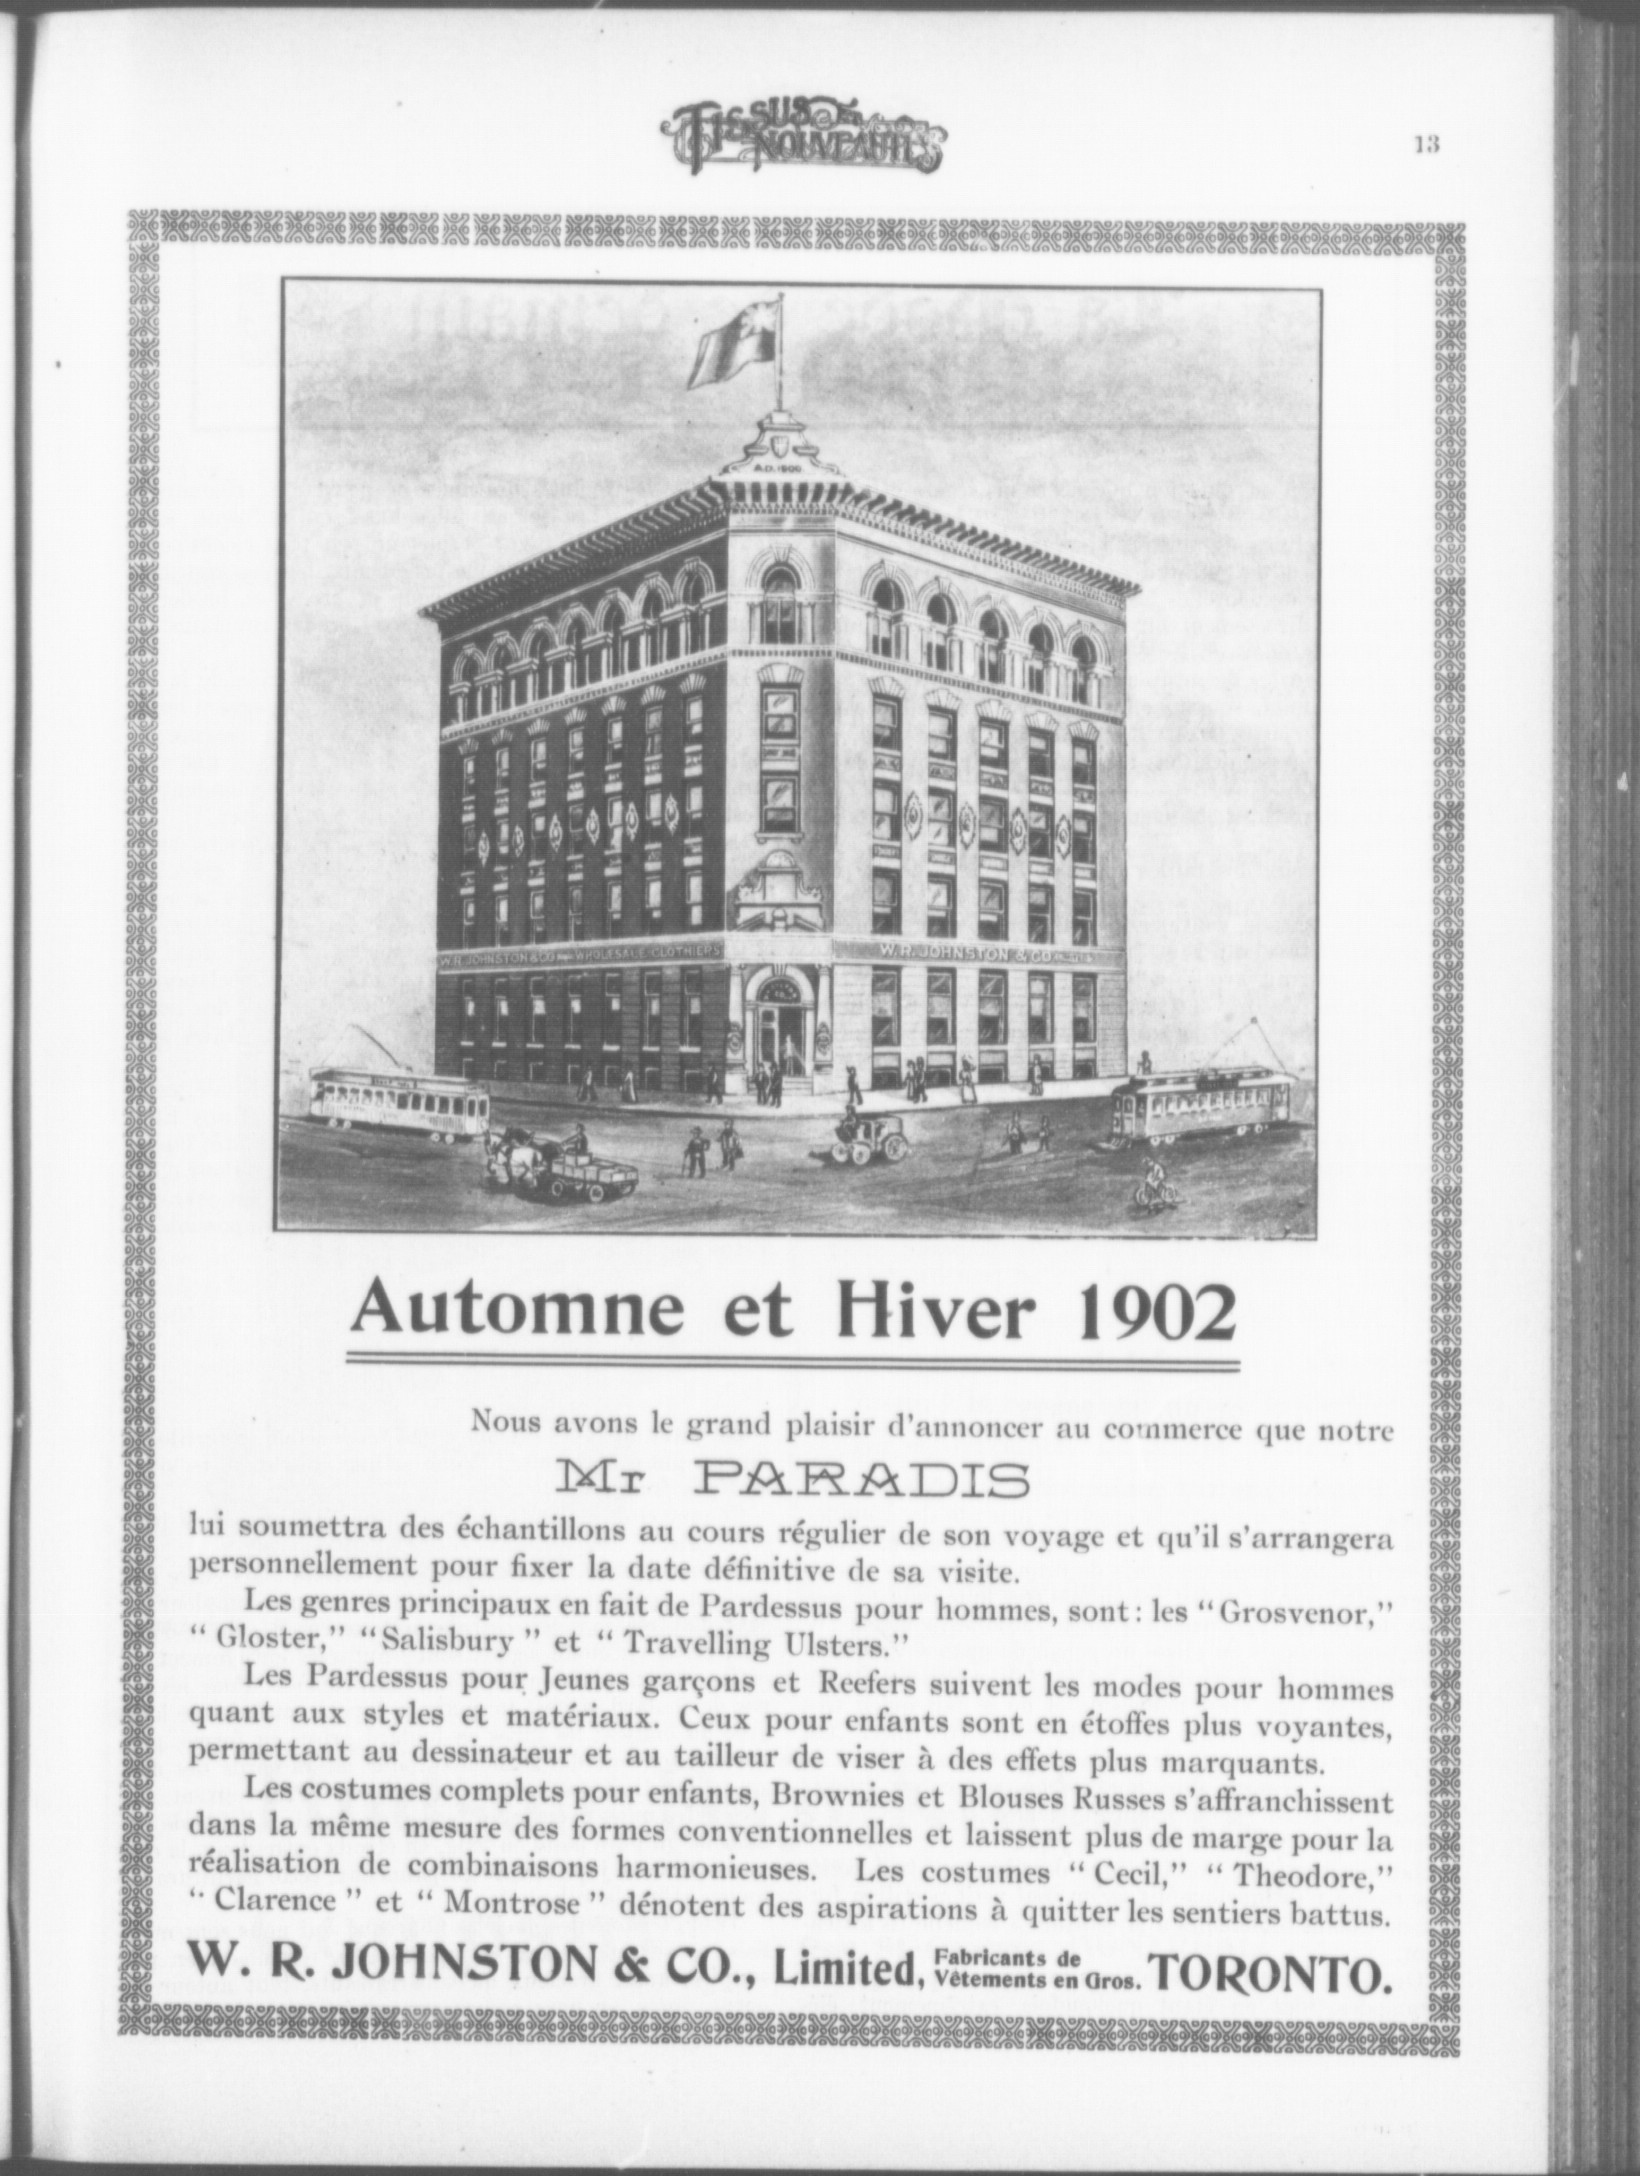 TISSUS ET NOUVEAUTÉS
13
A.D. 1900
W.R. JOHNSTON & CO WHOLESALE CLOTHIERS
W.R. JOHNSTON & CO
Automne et Hiver 1902
Nous avons le grand plaisir d'annoncer au commerce que notre
Mr PARADIS
lui soumettra des échantillons au cours régulier de son voyage et qu'il s'arrangera
personnellement pour fixer la date définitive de sa visite.
Les genres principaux en fait de Pardessus pour hommes, sont : les "Grosvenor,"
" Gloster," "Salisbury " et " Travelling Ulsters."
Les Pardessus pour Jeunes garçons et Reefers suivent les modes pour hommes
quant aux styles et matériaux. Ceux pour enfants sont en étoffes plus voyantes,
permettant au dessinateur et au tailleur de viser à des effets plus marquants.
Les costumes complets pour enfants, Brownies et Blouses Russes s'affranchissent
dans la même mesure des formes conventionnelles et laissent plus de marge pour la
réalisation de combinaisons harmonieuses. Les costumes " Cecil," " Theodore,"
" Clarence " et " Montrose " dénotent des aspirations à quitter les sentiers battus.
W. R. JOHNSTON & CO., Limited, Fabricants de Vêtements en Gros. TORONTO.